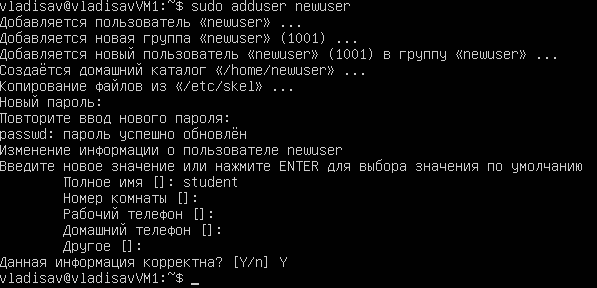 vladisav@vladisavVM1:~$ sudo adduser newuser
Добавляется пользователь «newuser» ...
Добавляется новая группа «newuser» (1001) ...
Добавляется новый пользователь «newuser» (1001) в группу «newuser» ...
Создаётся домашний каталог «/home/newuser» ...
Копирование файлов из «/etc/skel» ...
Новый пароль:
Повторите ввод нового пароля:
passwd: пароль успешно обновлён
Изменение информации о пользователе newuser
Введите новое значение или нажмите ENTER для выбора значения по умолчанию
Полное имя []: student
Номер комнаты []:
Рабочий телефон []:
Домашний телефон []:
Другое []:
Данная информация корректна? [Y/n] Y
vladisav@vladisavVM1:~$ _